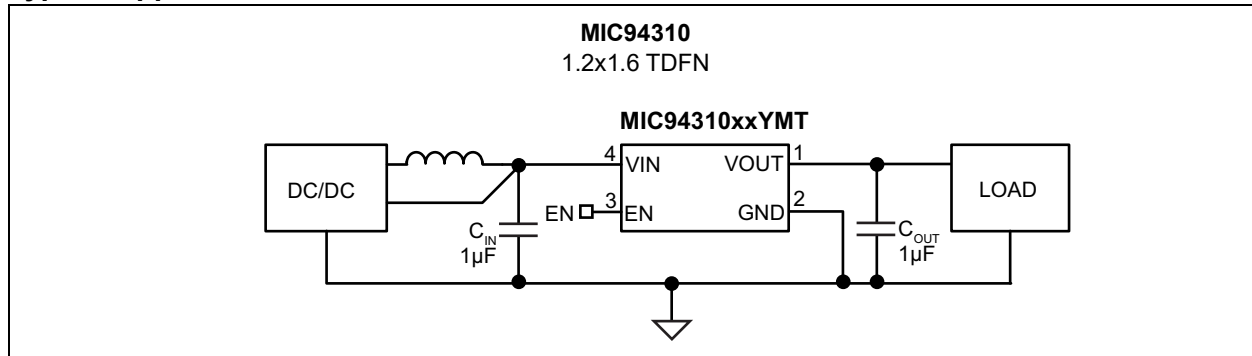 MIC94310
1.2x1.6 TDFN
MIC94310xxYMT
DC/DC
4
VIN
VOUT
1
EN
3
EN
GND
2
LOAD
CIN
1µF
COUT
1µF